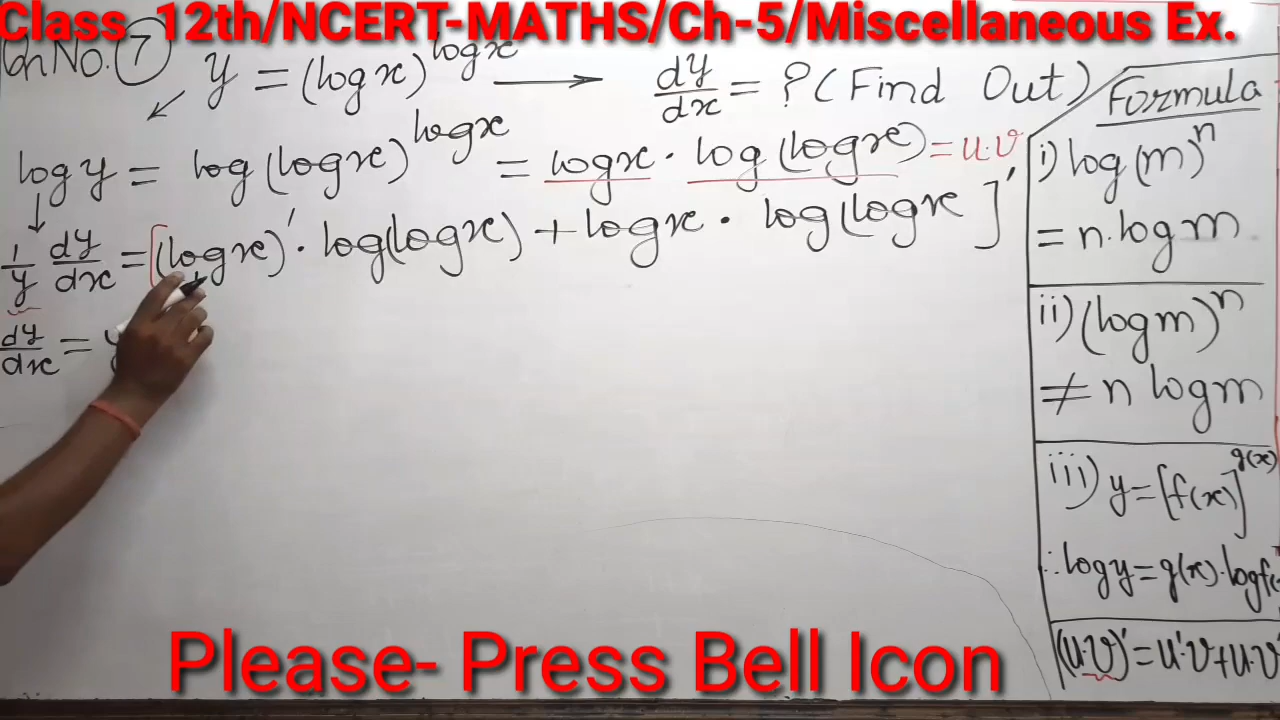 Class 12th/NCERT-MATHS/Ch-5/Miscellaneous Ex.
No. 7 y = (log x)^log x → dy/dx = ? (Find Out)
log y = log (log x)^log x = log x · log (log x) = u.v
1/y dy/dx = [(log x)' · log(log x) + log x · log(log x]'
dy/dx = y
Formula
i) log (m)^n
= n. log m
ii) (log m)^n
≠ n log m
iii) y = [f(x)]^g(x)
∴ log y = g(x) · log f(
(u.v)' = u'.v + u.v'
Please- Press Bell Icon